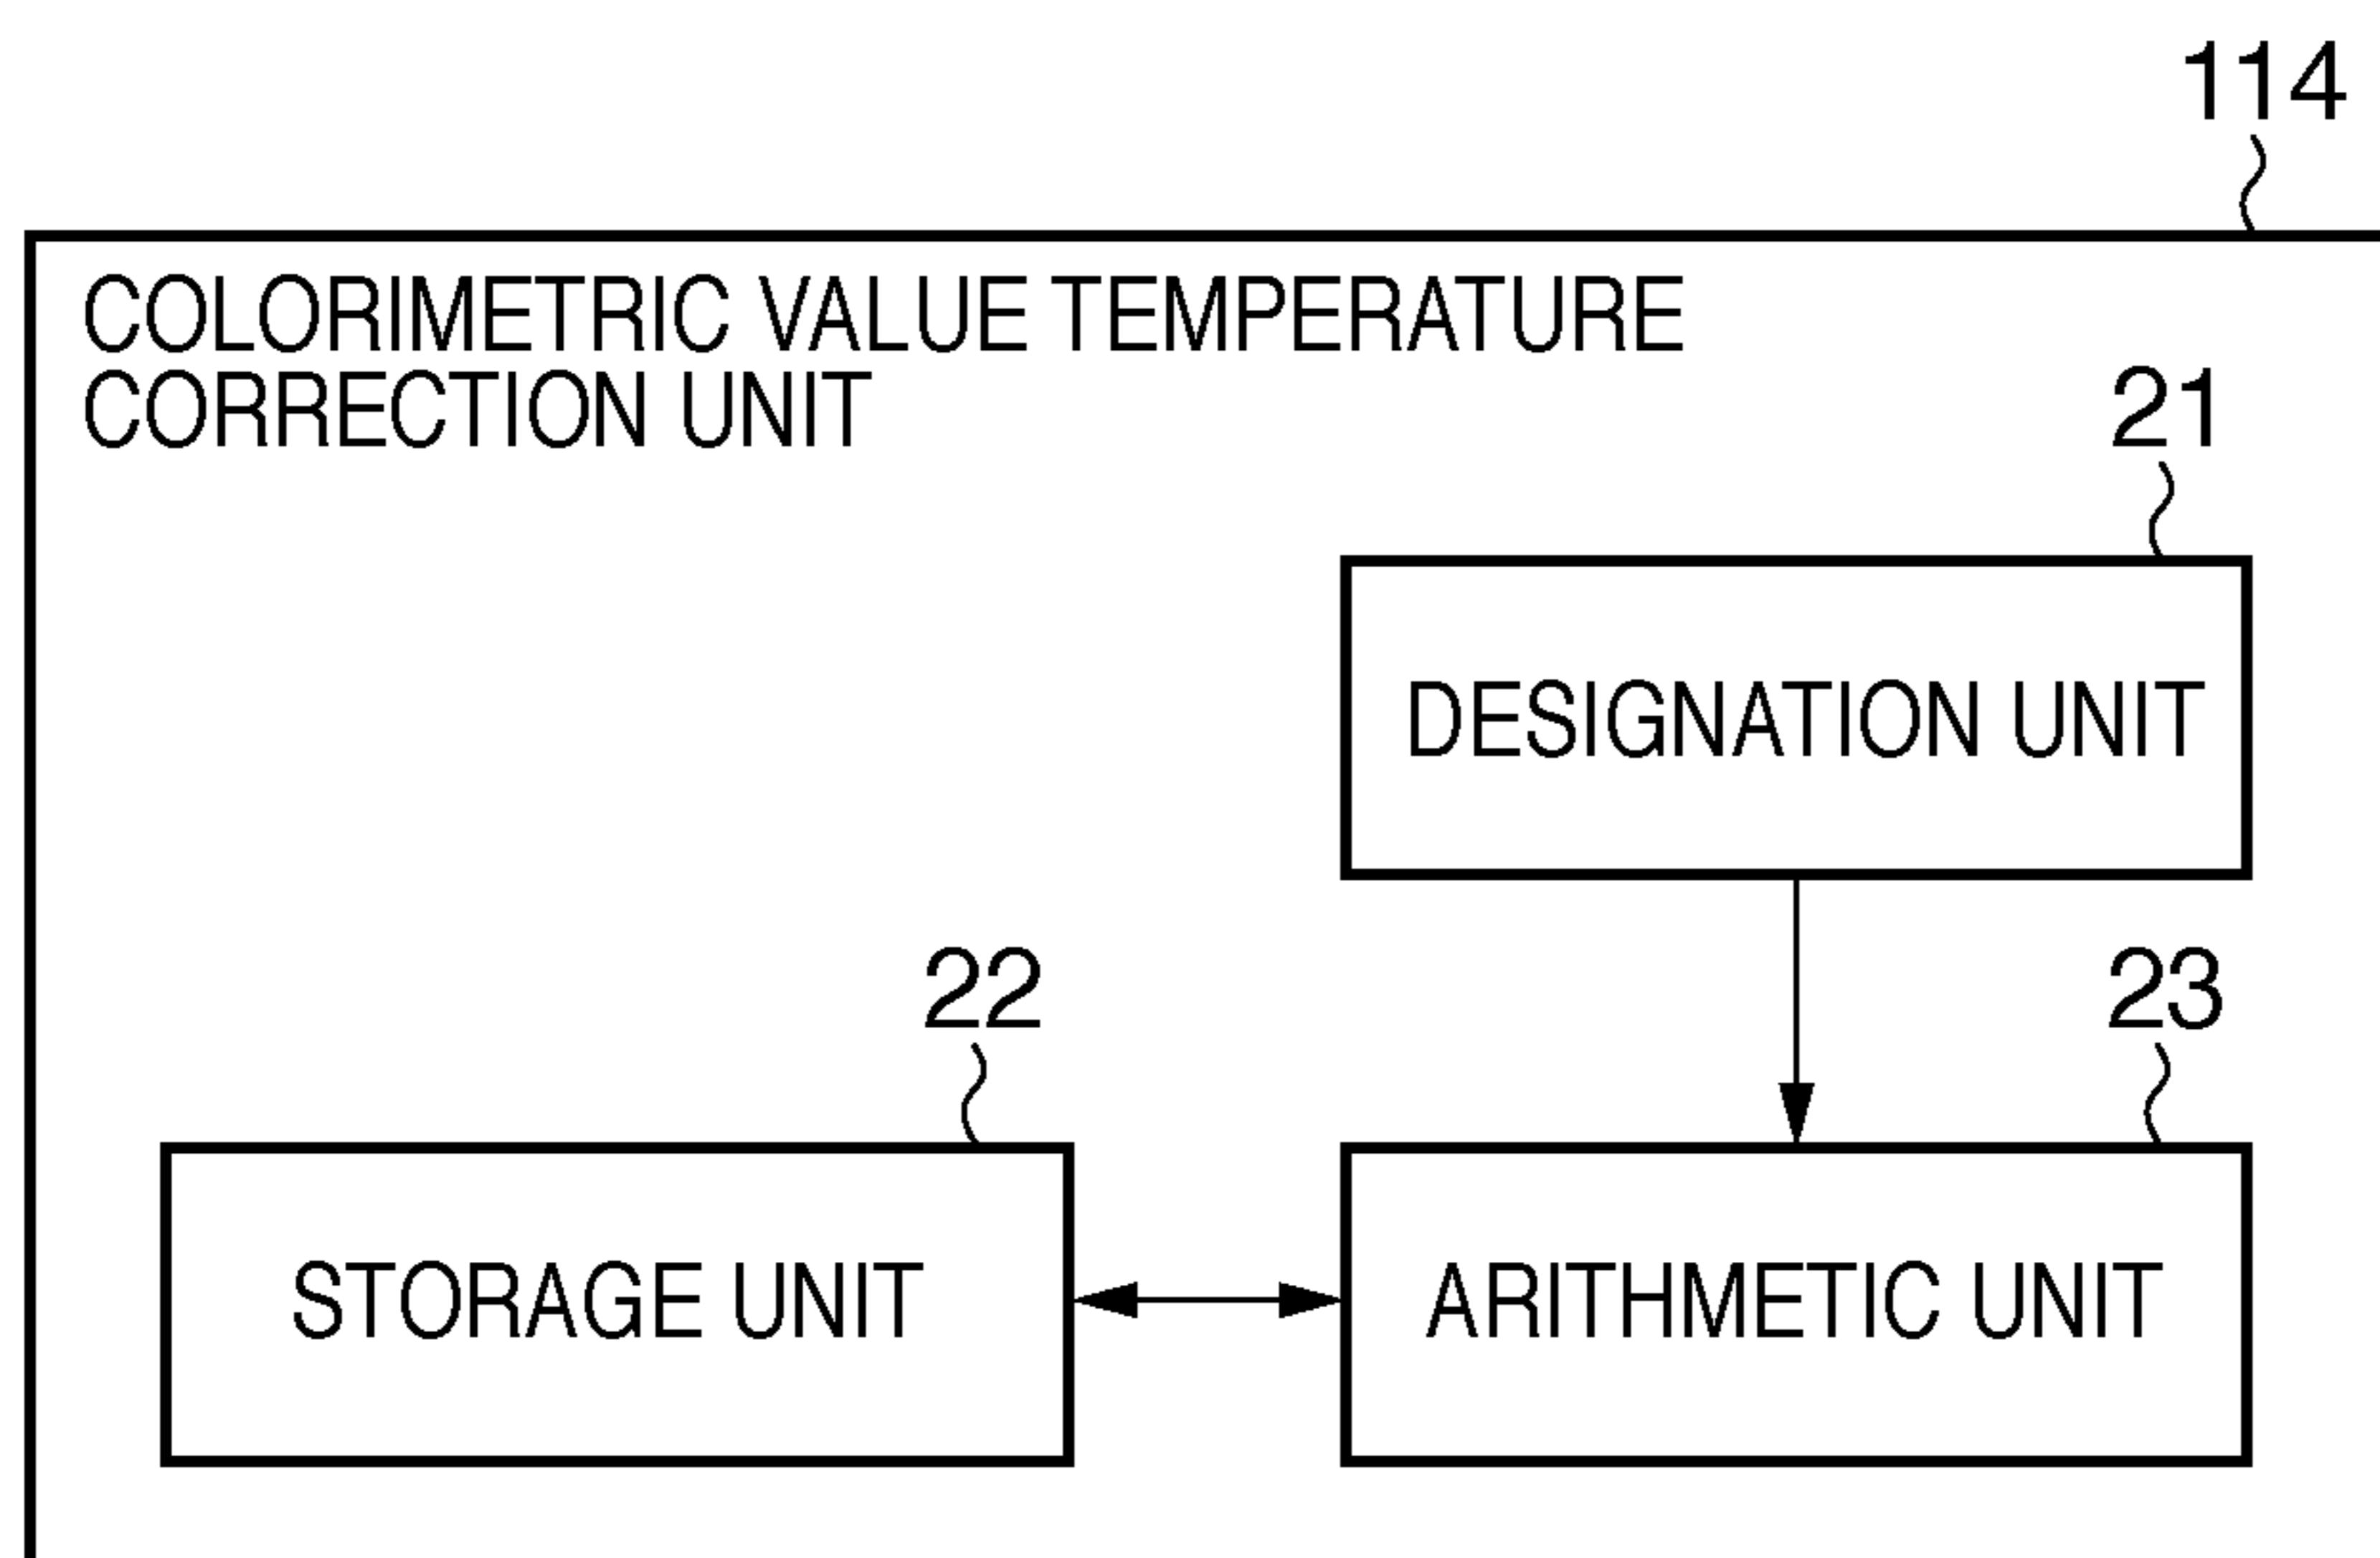 114
COLORIMETRIC VALUE TEMPERATURE
CORRECTION UNIT
21
DESIGNATION UNIT
22
23
STORAGE UNIT
ARITHMETIC UNIT